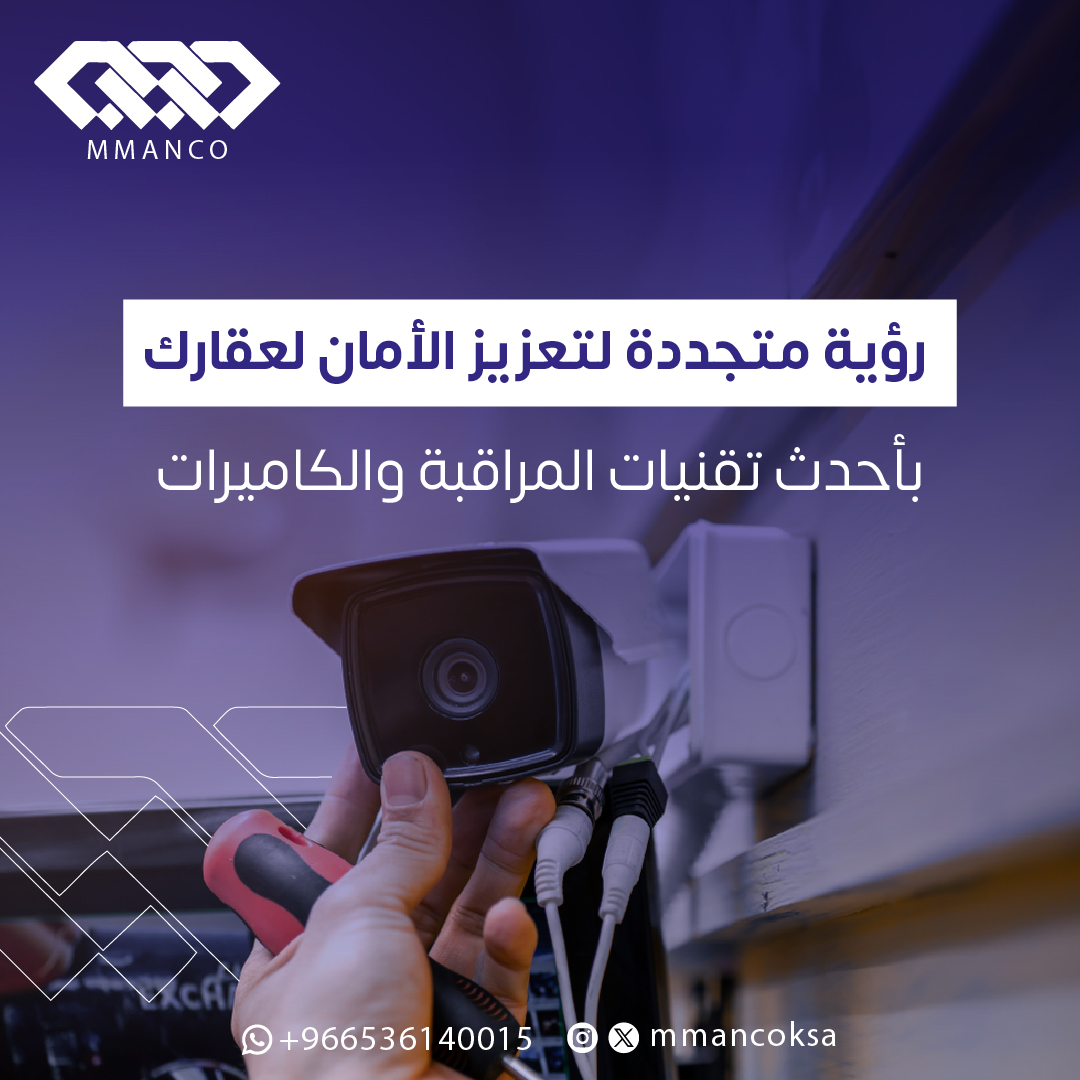 MMANCO
رؤية متجددة لتعزيز الأمان لعقارك
بأحدث تقنيات المراقبة والكاميرات
+966536140015 mmancoksa